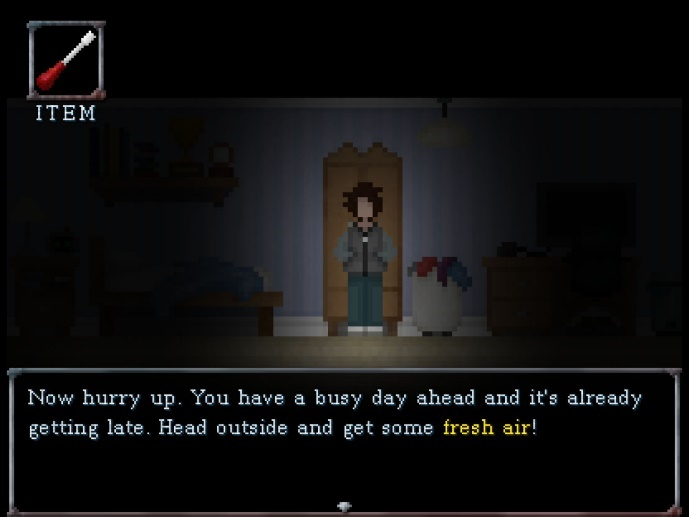 ITEM
Now hurry up. You have a busy day ahead and it's already
getting late. Head outside and get some fresh air!